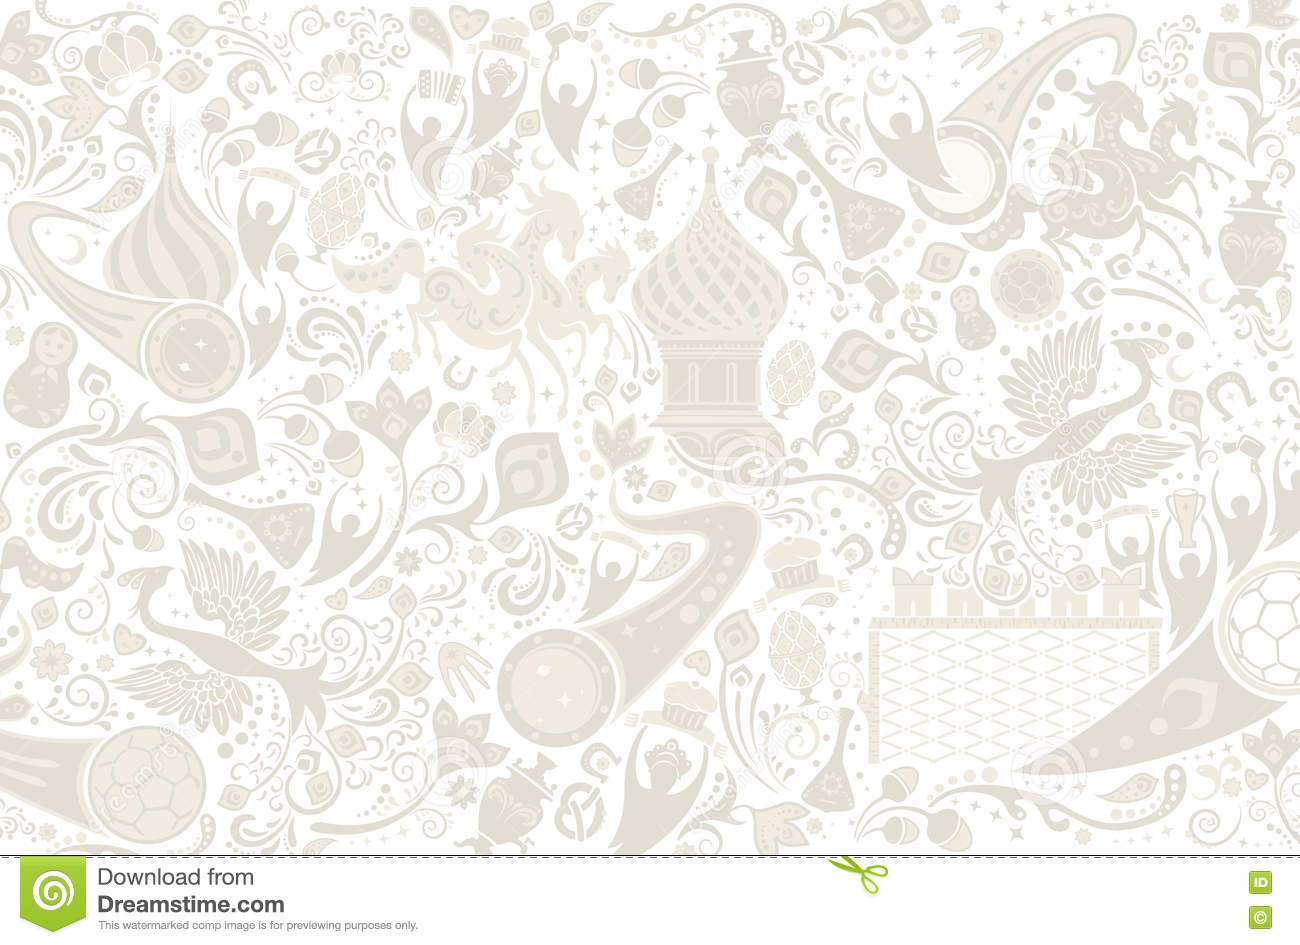 Download from
Dreamstime.com
This watermarked comp image is for previewing purposes only.
ID
©